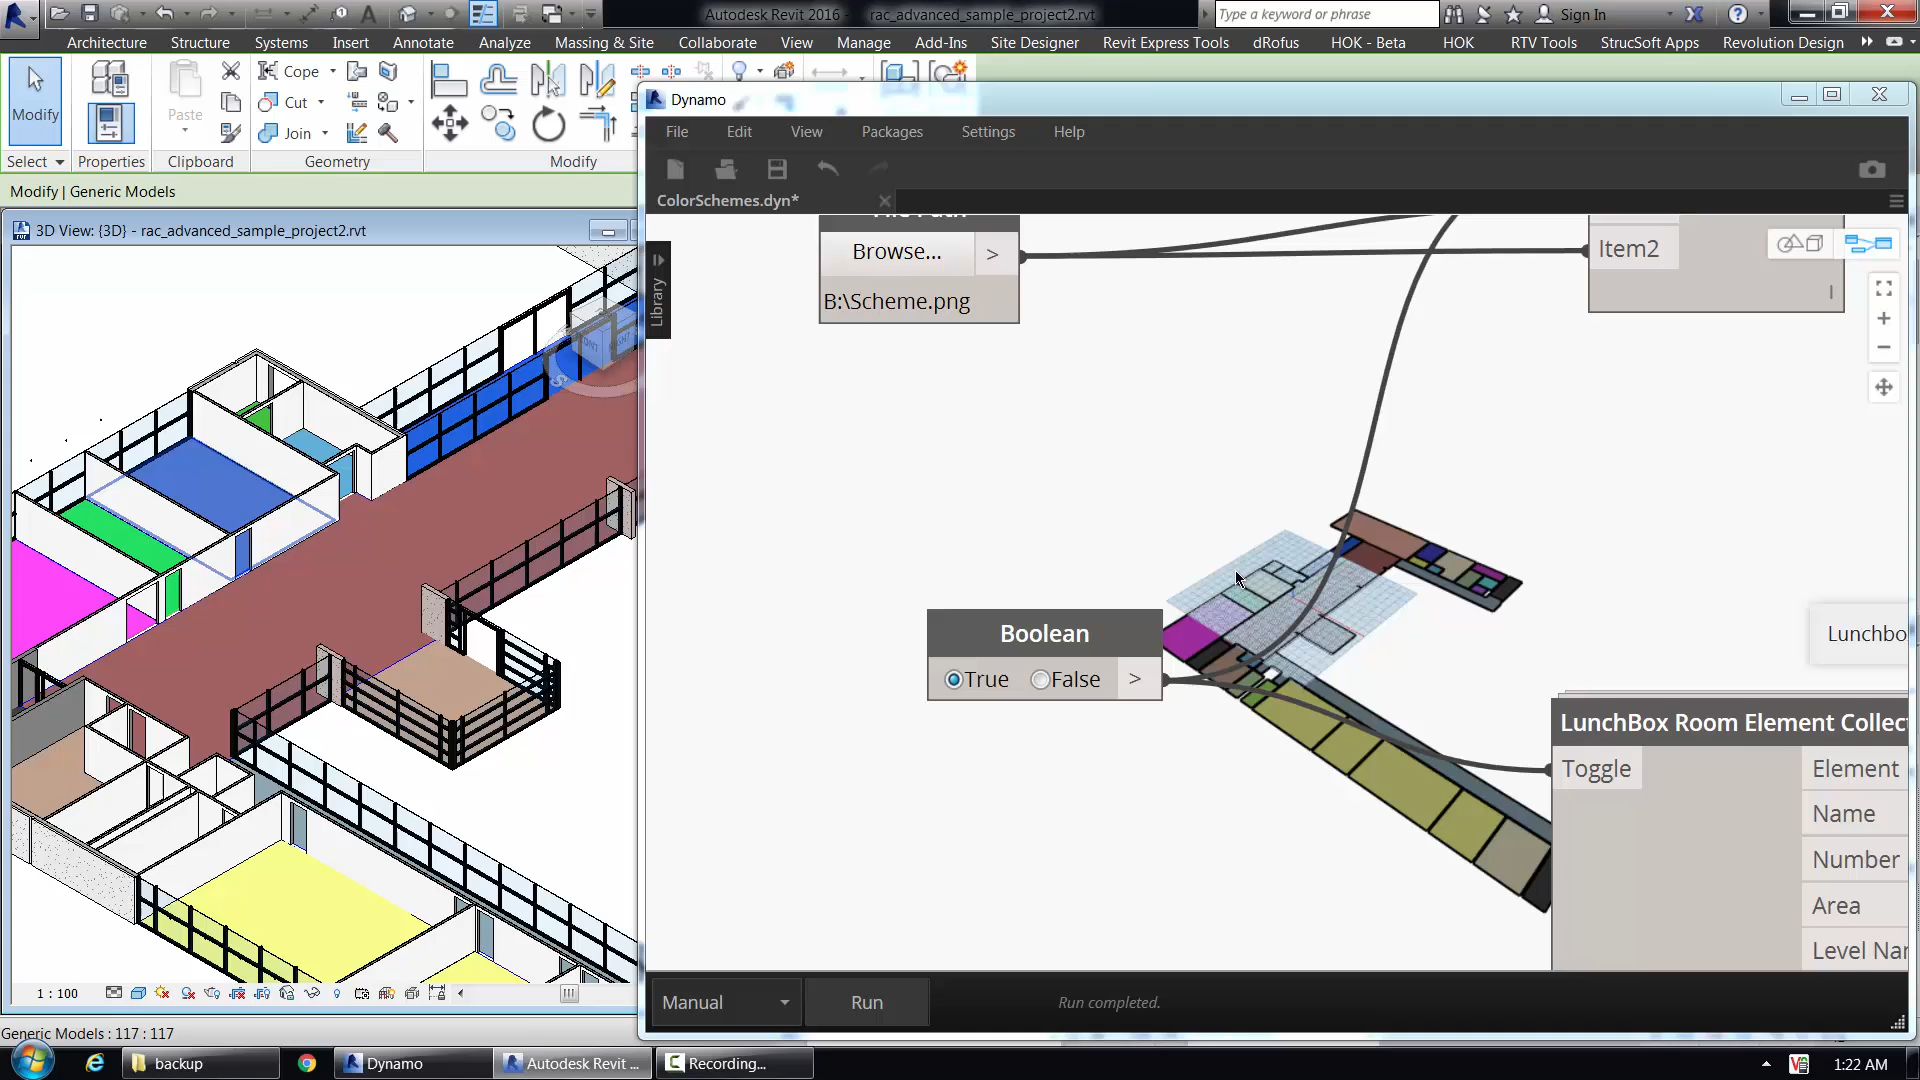 Autodesk Revit 2016 - rac_advanced_sample_project2.rvt
Type a keyword or phrase
Sign In
Architecture Structure Systems Insert Annotate Analyze Massing & Site Collaborate View Manage Add-Ins Site Designer Revit Express Tools dRofus HOK - Beta HOK RTV Tools StrucSoft Apps Revolution Design
Modify
Paste
Cope
Cut
Join
Select Properties Clipboard Geometry Modify
Modify | Generic Models
3D View: {3D} - rac_advanced_sample_project2.rvt
Dynamo
File Edit View Packages Settings Help
ColorSchemes.dyn*
Library
Browse... >
B:\Scheme.png
Item2
Boolean
True False >
Lunchbo
LunchBox Room Element Collect
Toggle
Element
Name
Number
Area
Level Na
1 : 100
Manual Run Run completed.
Generic Models : 117 : 117
backup Dynamo Autodesk Revit ... Recording...
1:22 AM